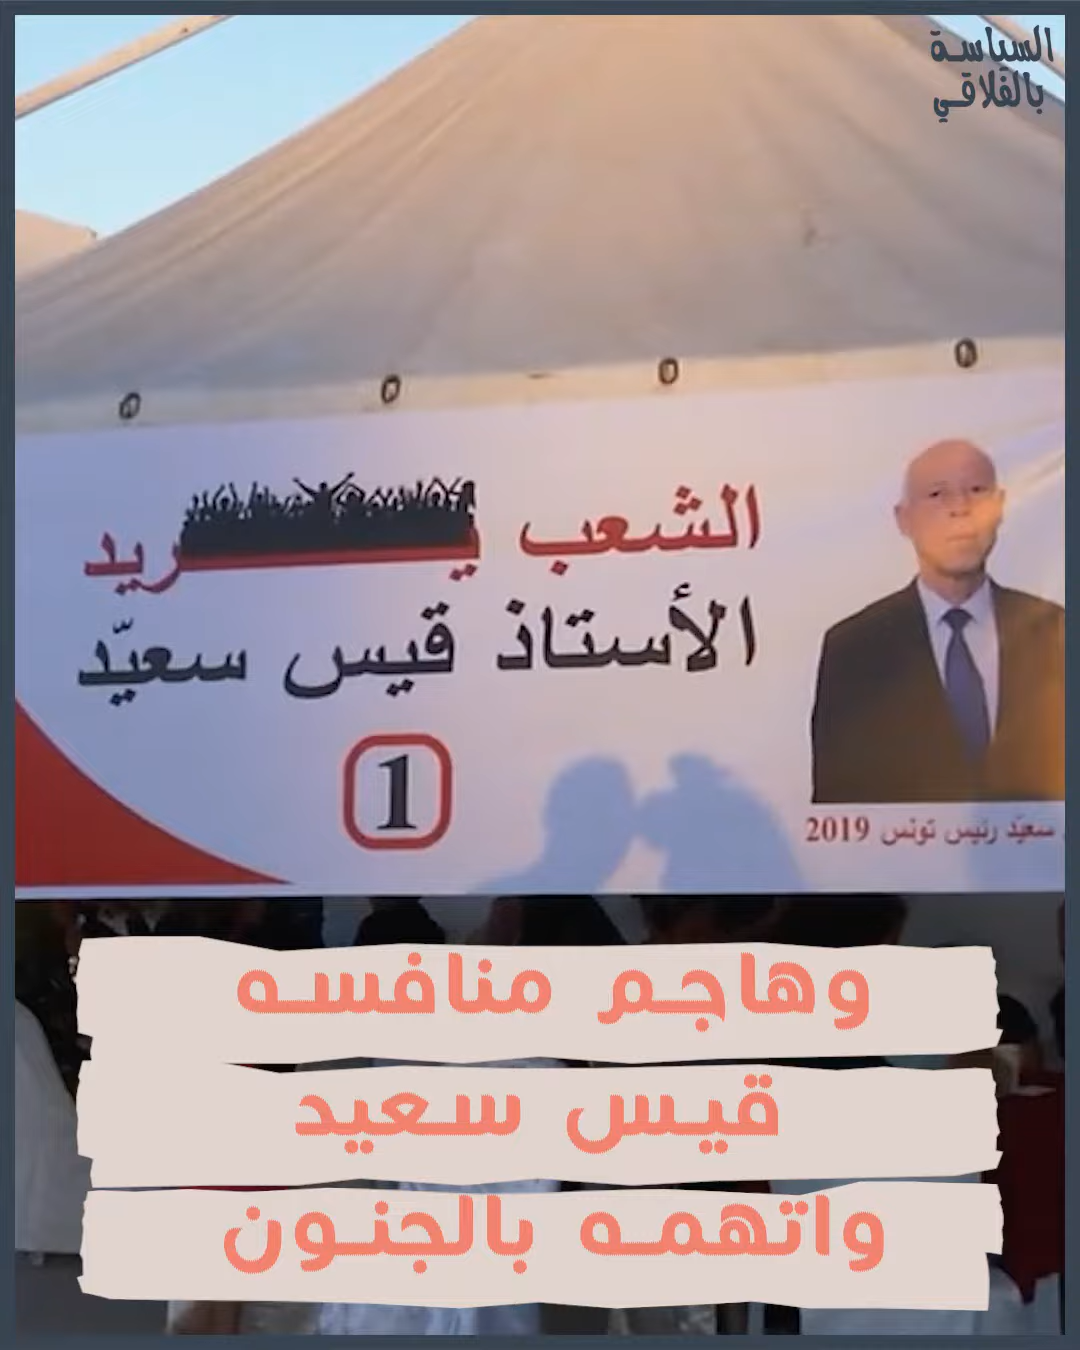 السياسة
بالفلاقي
الشعب يريد
الأستاذ قيس سعيّد
1
سعيّد رئيس تونس 2019
وهاجم منافسه
قيس سعيد
واتهمه بالجنون